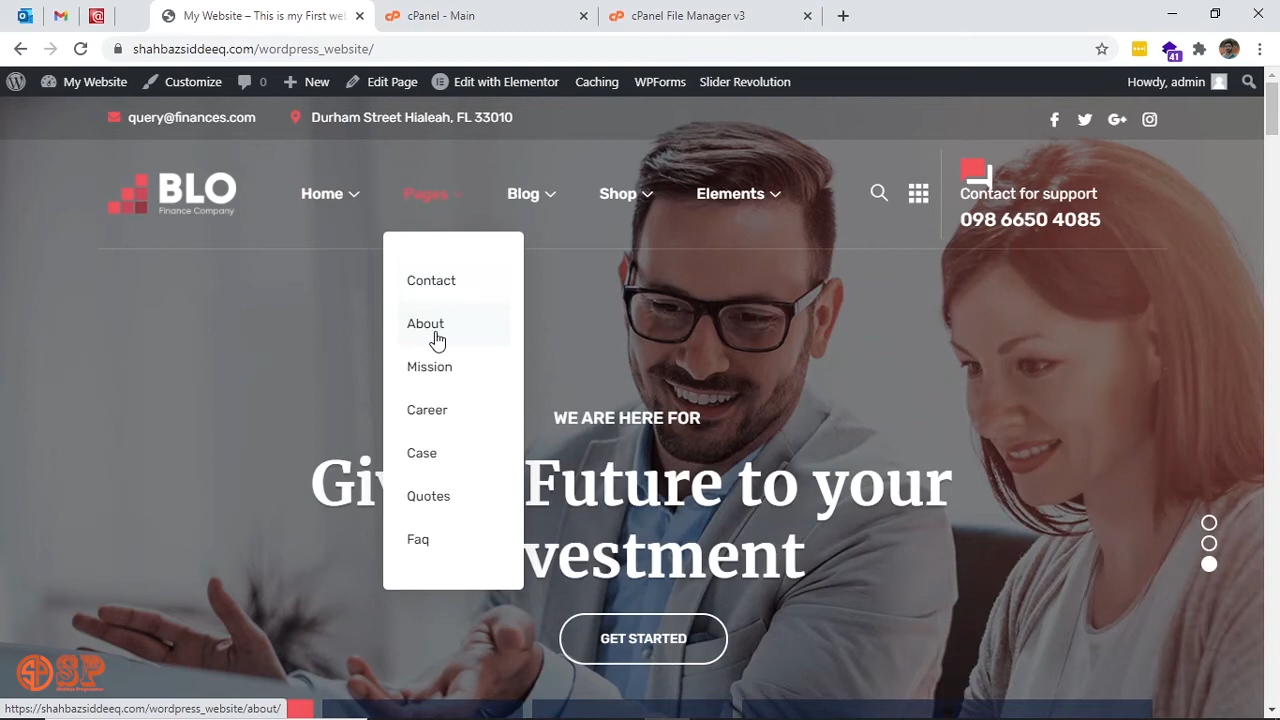 My Website – This is my First web
cPanel - Main
cPanel File Manager v3
shahbazsiddeeq.com/wordpress_website/
41
My Website
Customize
0
New
Edit Page
Edit with Elementor
Caching
WPForms
Slider Revolution
Howdy, admin
query@finances.com
Durham Street Hialeah, FL 33010
BLO
Finance Company
Home
Pages
Blog
Shop
Elements
Contact for support
098 6650 4085
Contact
About
Mission
Career
Case
Quotes
Faq
WE ARE HERE FOR
Future to your
GET STARTED
SP
https://shahbazsiddeeq.com/wordpress_website/about/